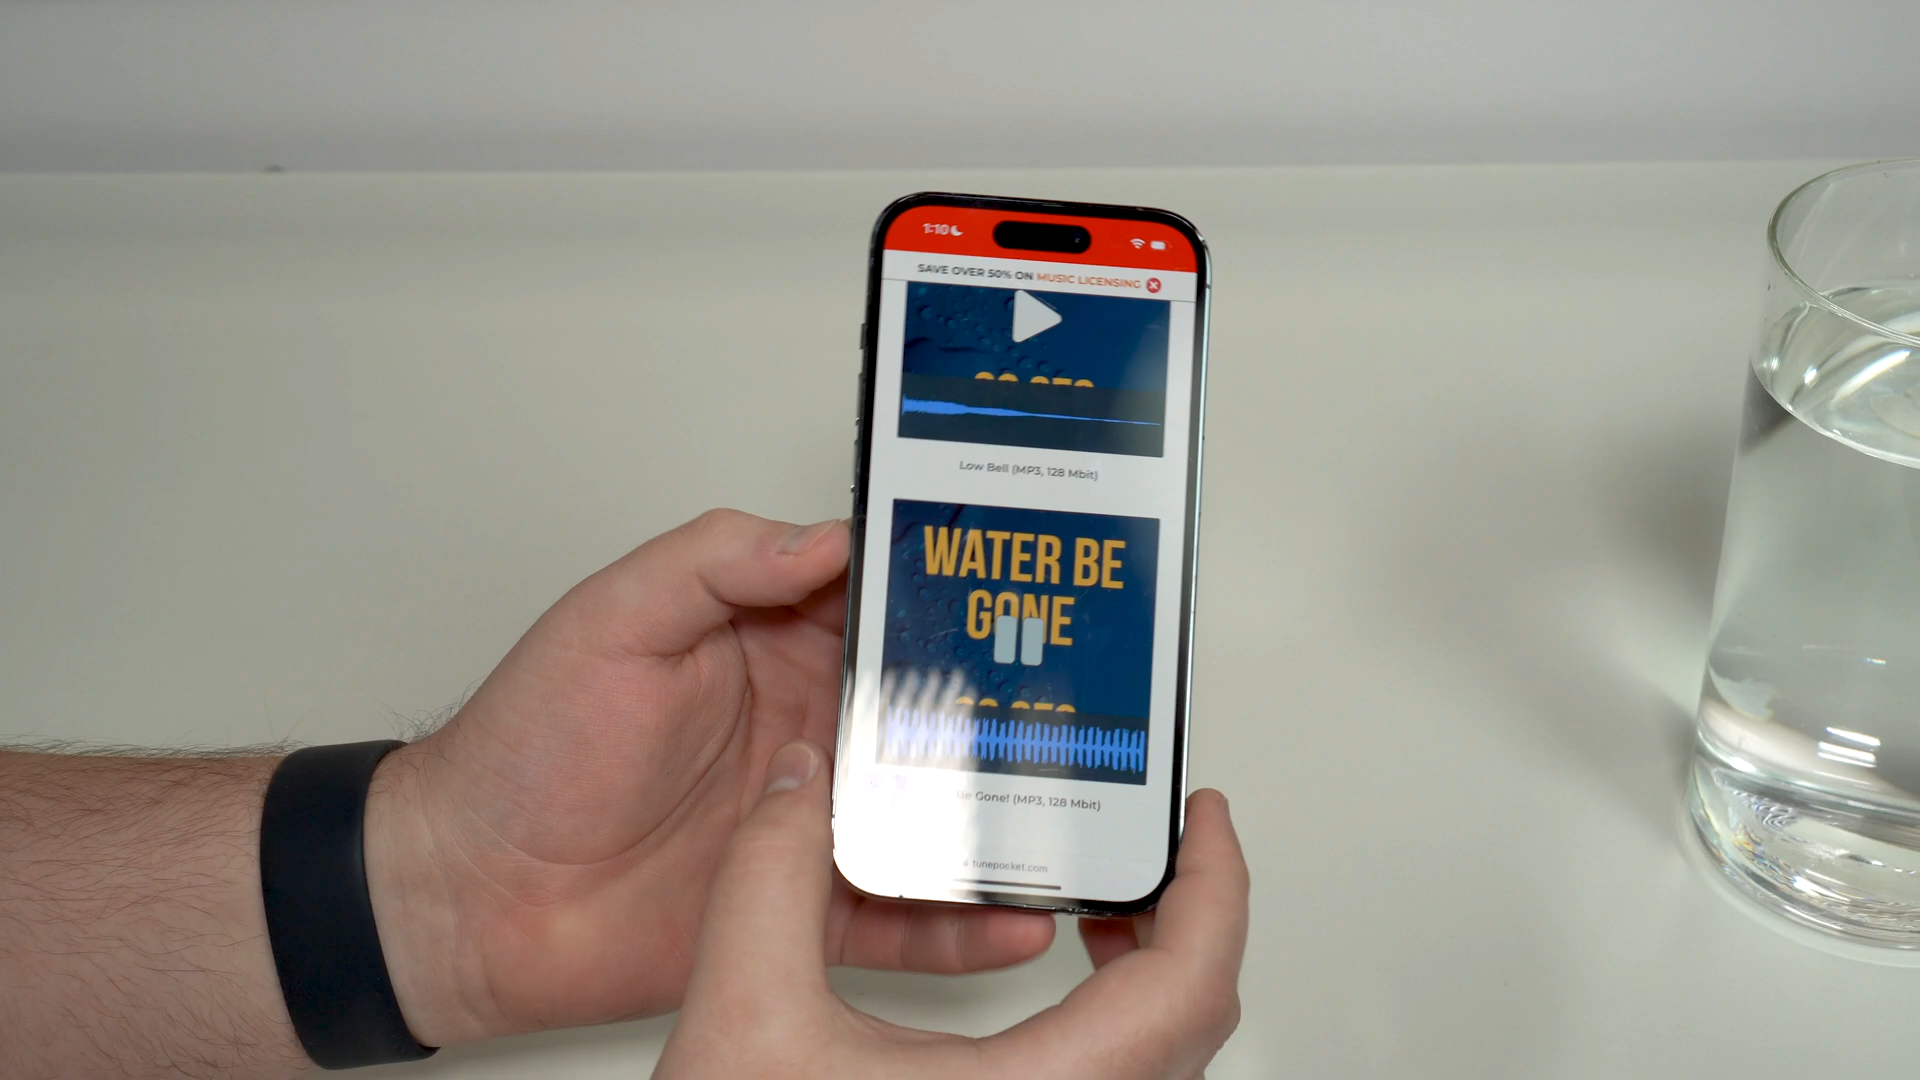 1:10
SAVE OVER 50% ON MUSIC LICENSING
Low Bell (MP3, 128 Mbit)
WATER BE
GONE
Be Gone! (MP3, 128 Mbit)
tunepocket.com